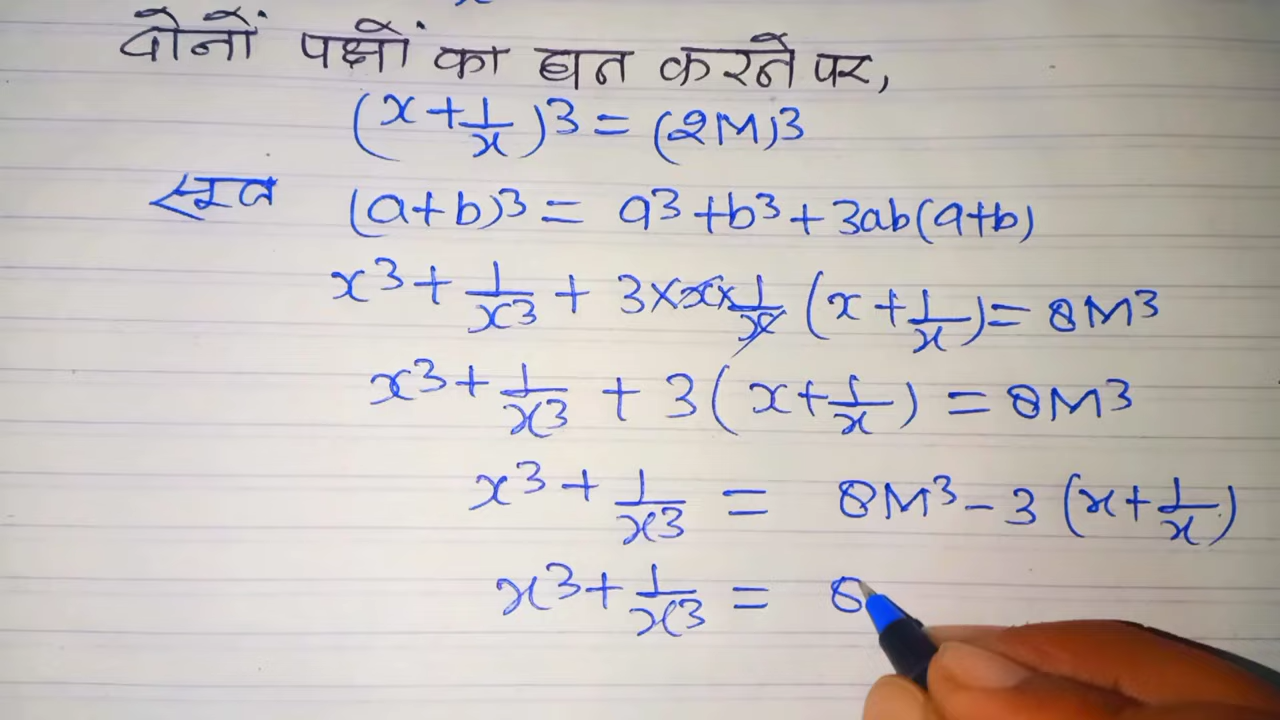 दोनों पक्षों का घन करने पर,
(x+1/x)3 = (2M)3
सूत्र (a+b)3 = a3+b3+3ab(a+b)
x3+1/x3+3×x×1/x(x+1/x)=8M3
x3+1/x3+3(x+1/x)=8M3
x3+1/x3 = 8M3-3(x+1/x)
x3+1/x3 = 8